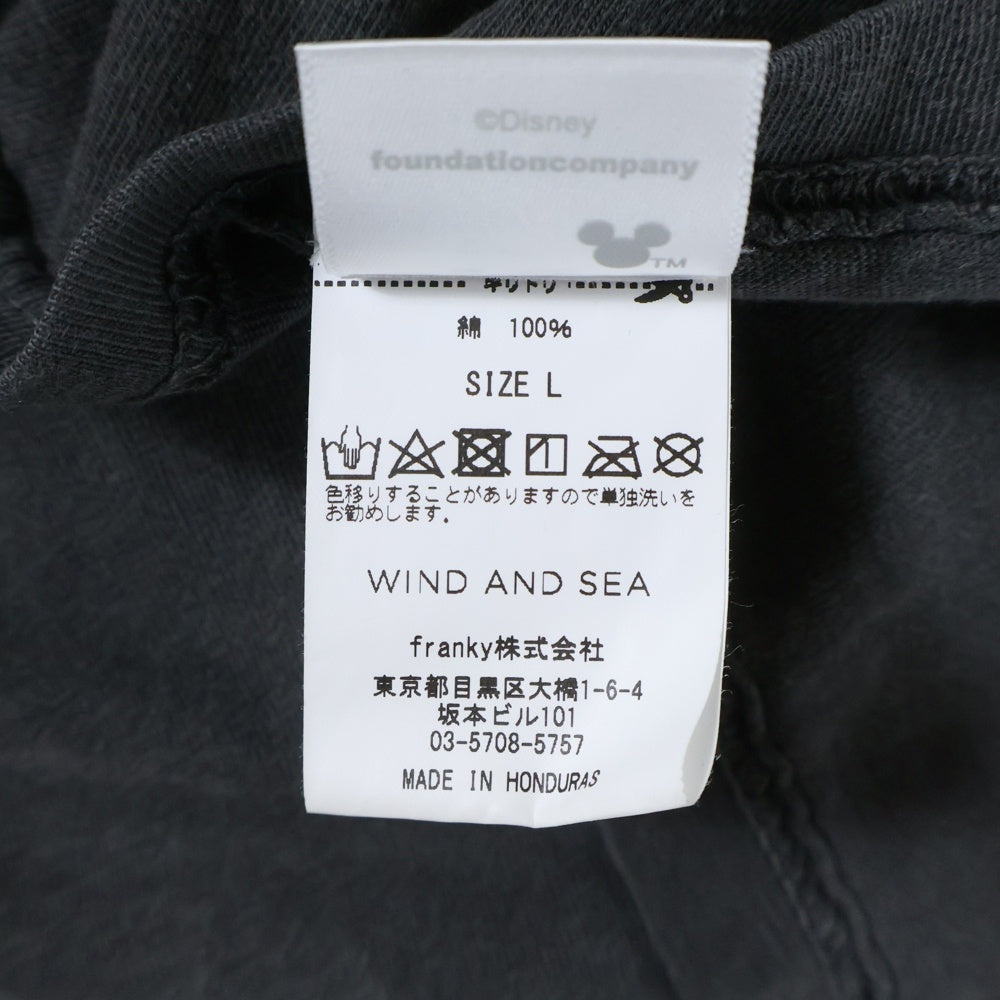 ©Disney
foundationcompany
TM
綿 100%
SIZE L
色移りすることがありますので単独洗いを
お勧めします.
WIND AND SEA
franky株式会社
東京都目黒区大橋1-6-4
坂本ビル101
03-5708-5757
MADE IN HONDURAS